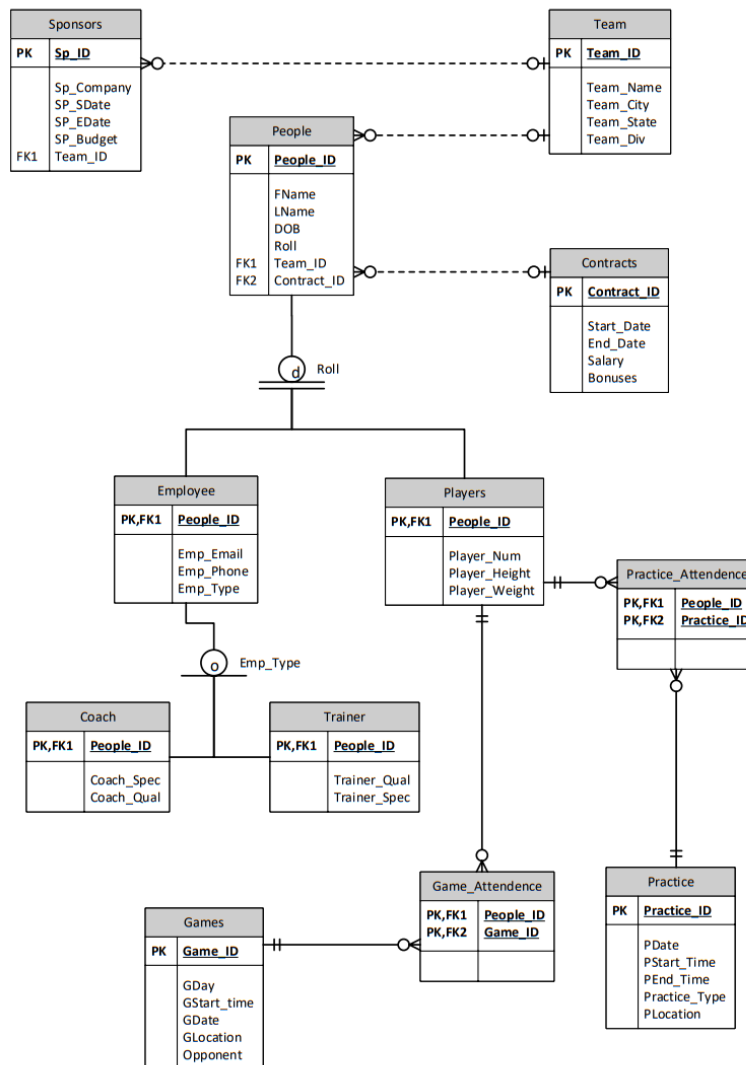 Sponsors
PK Sp_ID
Sp_Company
SP_SDate
SP_EDate
SP_Budget
FK1 Team_ID
Team
PK Team_ID
Team_Name
Team_City
Team_State
Team_Div
People
PK People_ID
FName
LName
DOB
Roll
FK1 Team_ID
FK2 Contract_ID
Contracts
PK Contract_ID
Start_Date
End_Date
Salary
Bonuses
d Roll
Employee
PK,FK1 People_ID
Emp_Email
Emp_Phone
Emp_Type
Players
PK,FK1 People_ID
Player_Num
Player_Height
Player_Weight
Practice_Attendence
PK,FK1 People_ID
PK,FK2 Practice_ID
o Emp_Type
Coach
PK,FK1 People_ID
Coach_Spec
Coach_Qual
Trainer
PK,FK1 People_ID
Trainer_Qual
Trainer_Spec
Game_Attendence
PK,FK1 People_ID
PK,FK2 Game_ID
Practice
PK Practice_ID
PDate
PStart_Time
PEnd_Time
Practice_Type
PLocation
Games
PK Game_ID
GDay
GStart_time
GDate
GLocation
Opponent